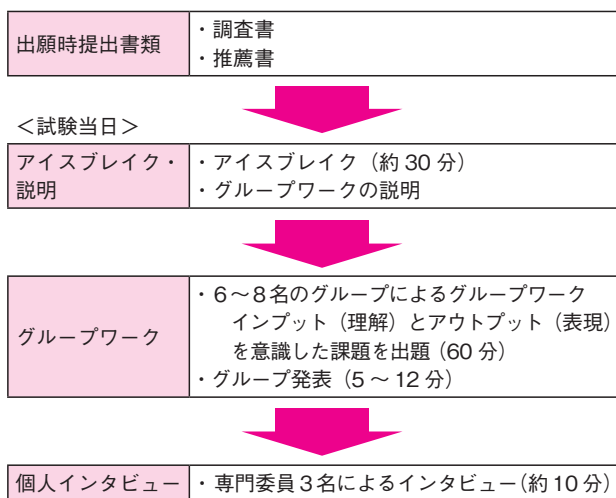 出願時提出書類
・調査書
・推薦書
＜試験当日＞
アイスブレイク・
説明
・アイスブレイク（約30分）
・グループワークの説明
グループワーク
・6～8名のグループによるグループワーク
インプット（理解）とアウトプット（表現）
を意識した課題を出題（60分）
・グループ発表（5～12分）
個人インタビュー
・専門委員3名によるインタビュー（約10分）